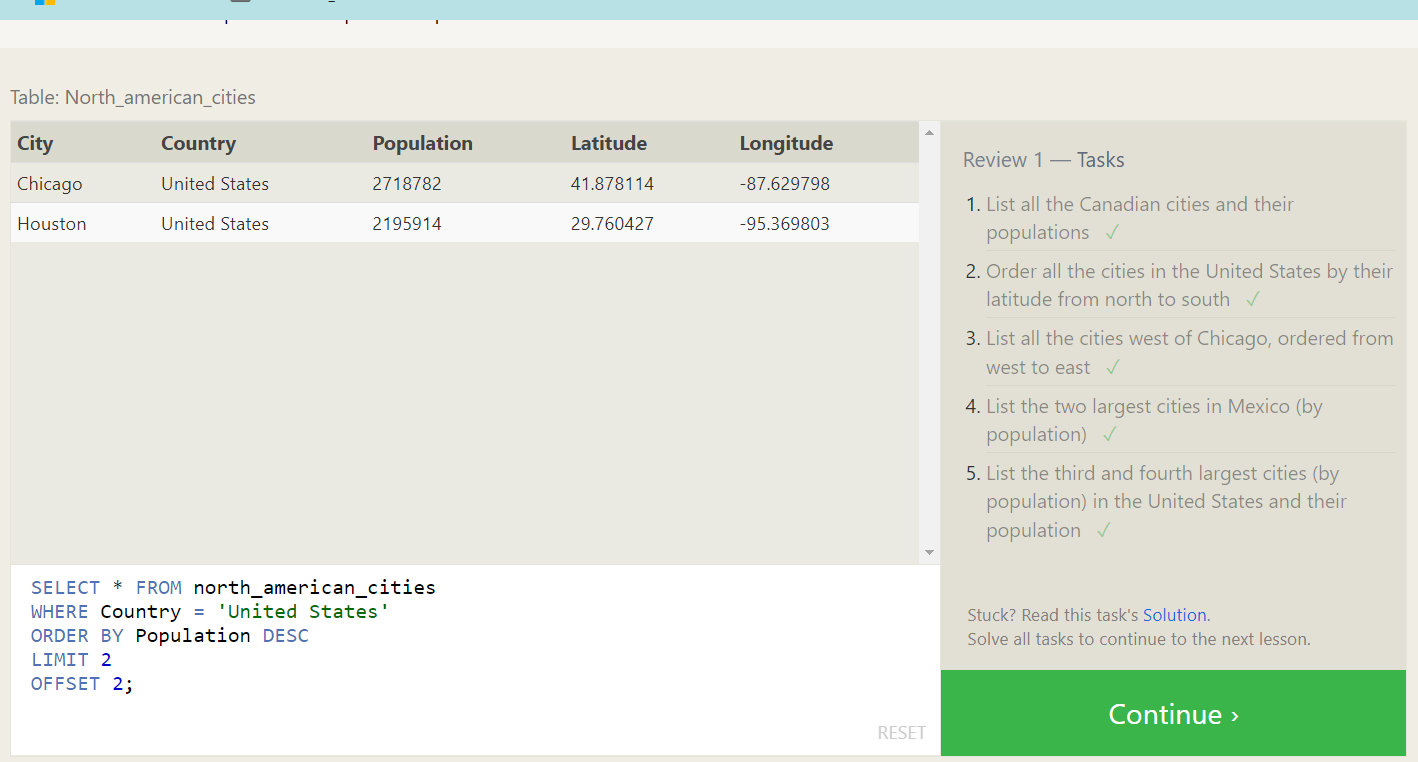 Table: North_american_cities
City Country Population Latitude Longitude
Chicago United States 2718782 41.878114 -87.629798
Houston United States 2195914 29.760427 -95.369803
SELECT * FROM north_american_cities
WHERE Country = 'United States'
ORDER BY Population DESC
LIMIT 2
OFFSET 2;
RESET
Review 1 — Tasks
1. List all the Canadian cities and their
populations ✓
2. Order all the cities in the United States by their
latitude from north to south ✓
3. List all the cities west of Chicago, ordered from
west to east ✓
4. List the two largest cities in Mexico (by
population) ✓
5. List the third and fourth largest cities (by
population) in the United States and their
population ✓
Stuck? Read this task's Solution.
Solve all tasks to continue to the next lesson.
Continue ›